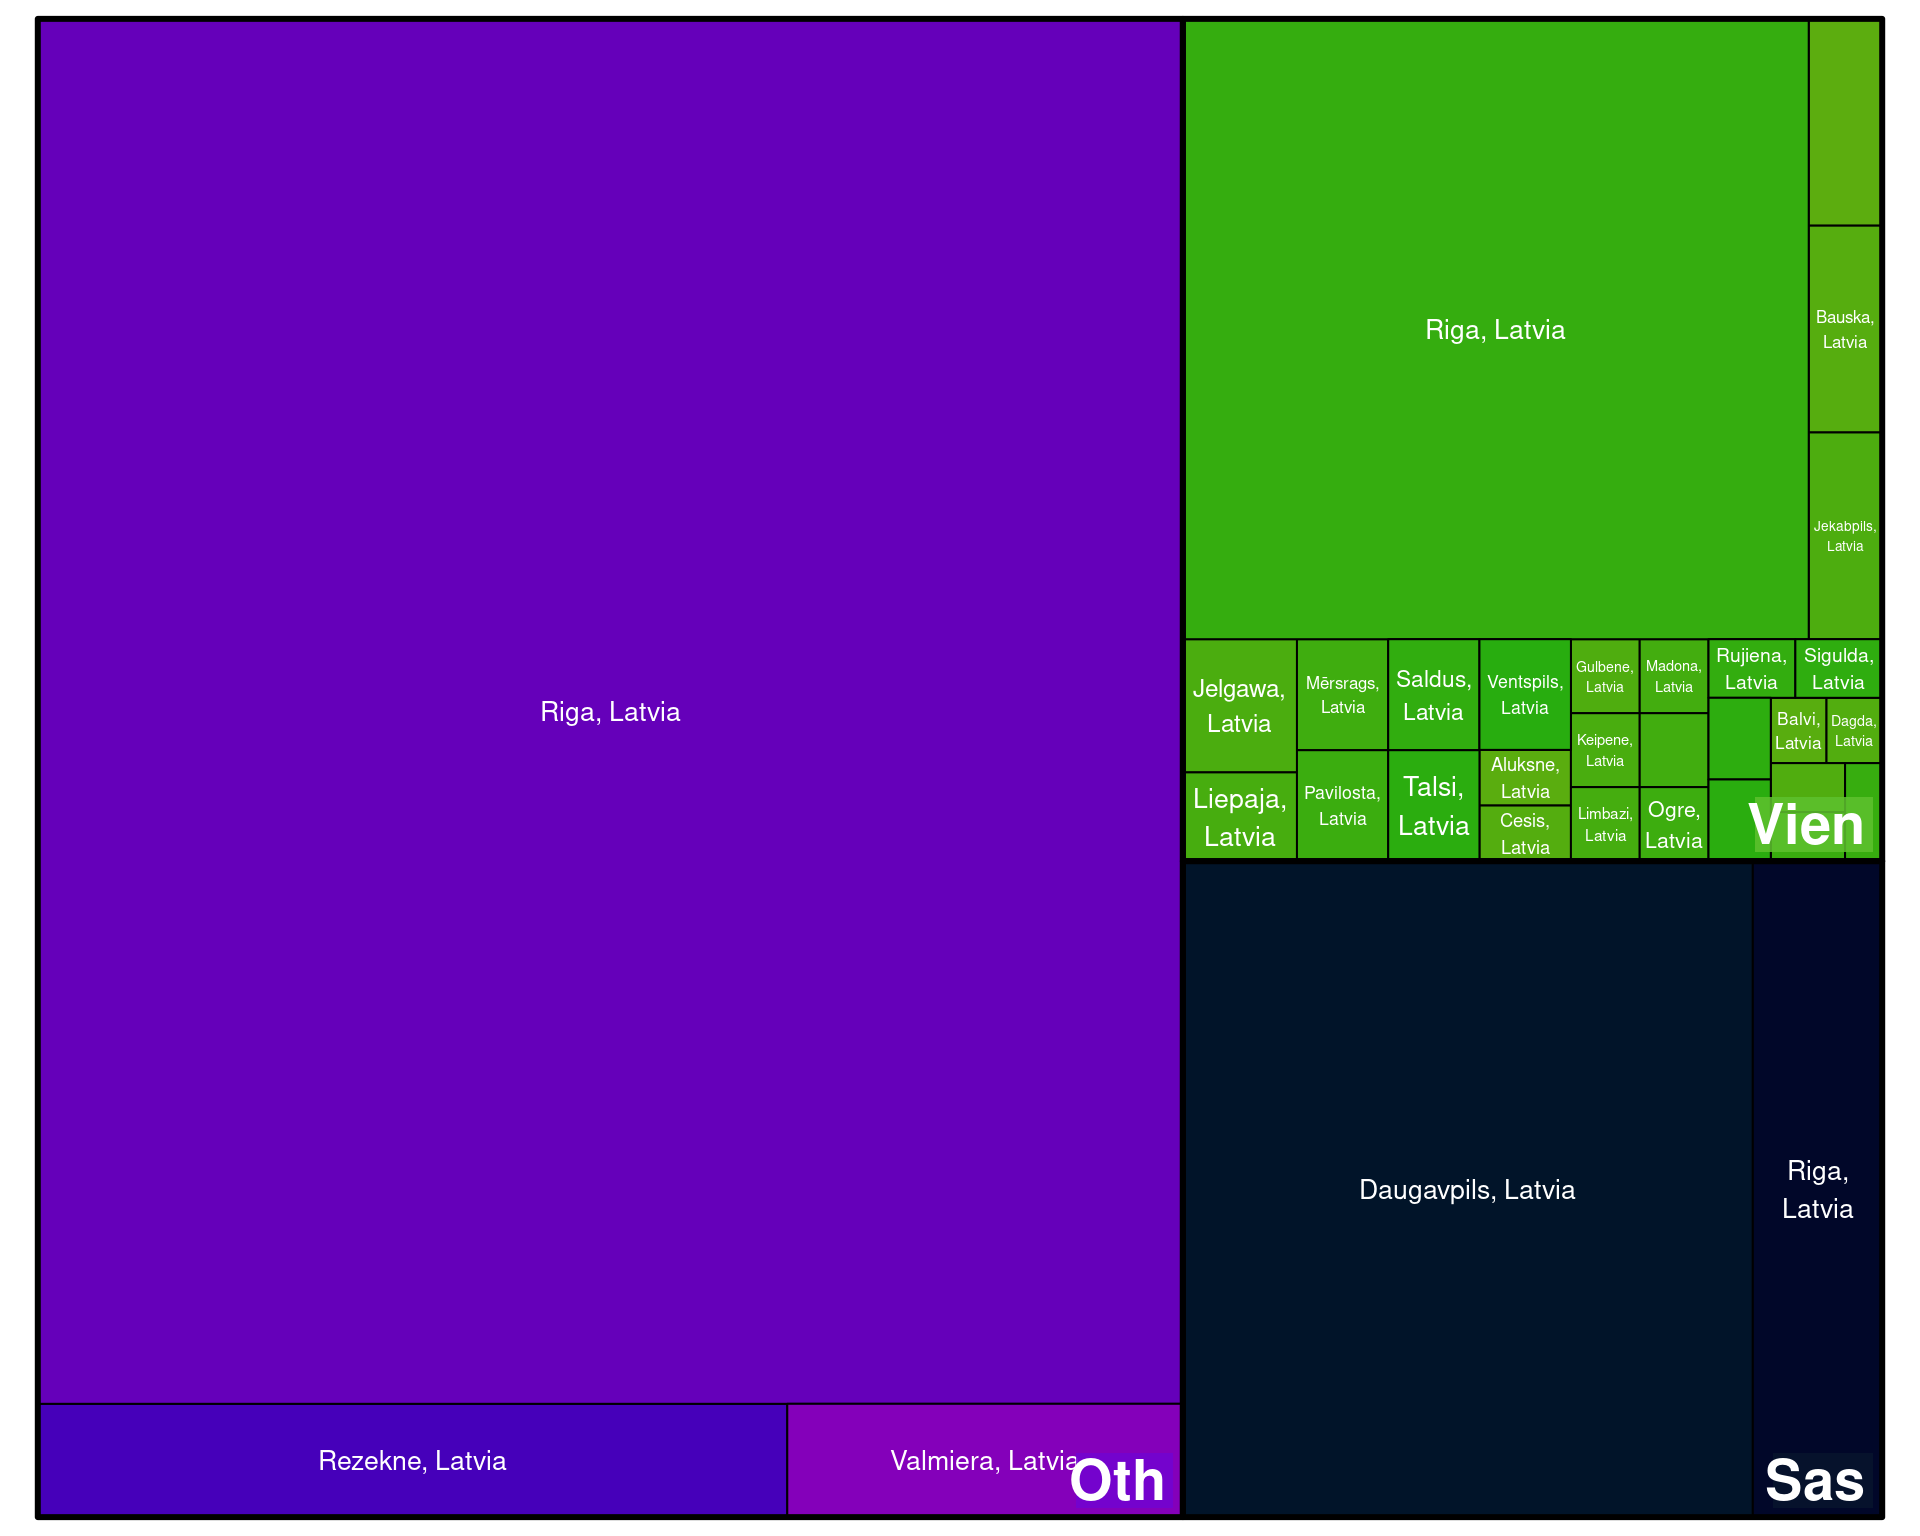 Riga, Latvia
Rezekne, Latvia
Valmiera, Latvia
Oth
Riga, Latvia
Bauska,
Latvia
Jekabpils,
Latvia
Jelgawa,
Latvia
Liepaja,
Latvia
Mērsrags,
Latvia
Pavilosta,
Latvia
Saldus,
Latvia
Talsi,
Latvia
Ventspils,
Latvia
Aluksne,
Latvia
Cesis,
Latvia
Gulbene,
Latvia
Keipene,
Latvia
Limbazi,
Latvia
Madona,
Latvia
Ogre,
Latvia
Rujiena,
Latvia
Sigulda,
Latvia
Balvi,
Latvia
Dagda,
Latvia
Vien
Daugavpils, Latvia
Riga,
Latvia
Sas